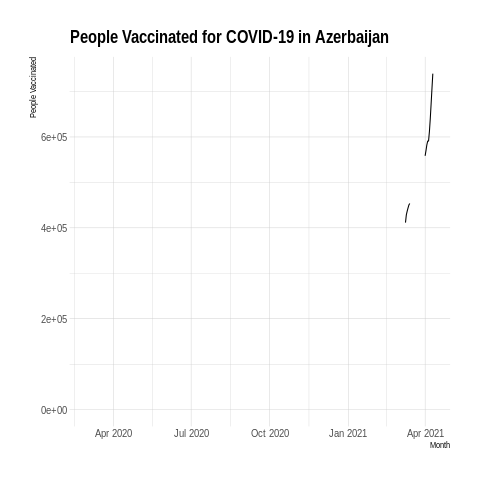 People Vaccinated for COVID-19 in Azerbaijan
People Vaccinated
6e+05
4e+05
2e+05
0e+00
Apr 2020 Jul 2020 Oct 2020 Jan 2021 Apr 2021
Month